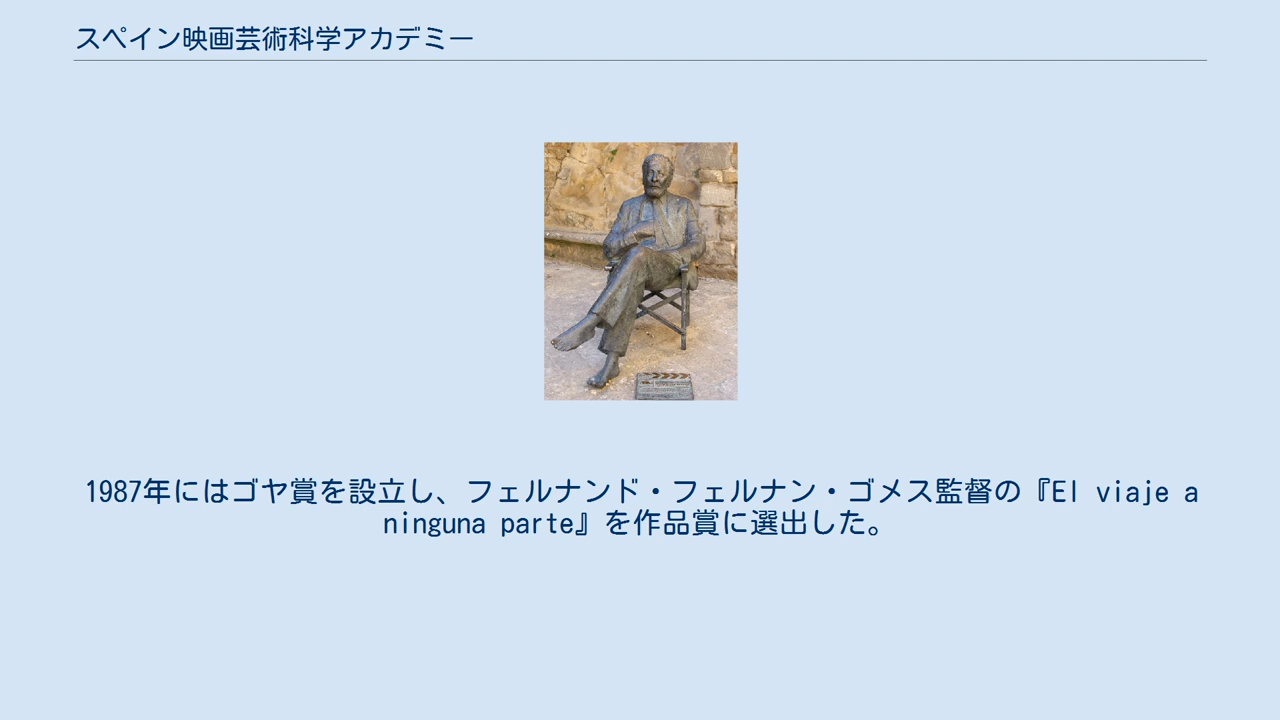 スペイン映画芸術科学アカデミー
1987年にはゴヤ賞を設立し、フェルナンド・フェルナン・ゴメス監督の『El viaje a
ninguna parte』を作品賞に選出した。